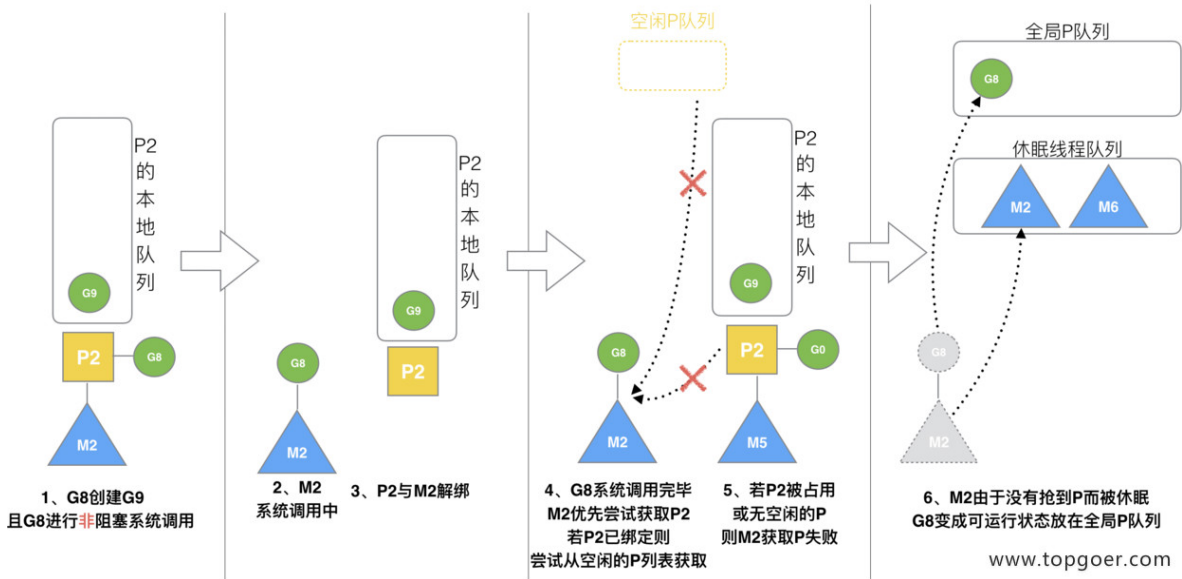 P2的本地队列
G9
P2
G8
M2
1、G8创建G9
且G8进行非阻塞系统调用
P2的本地队列
G9
G8
P2
M2
2、M2
系统调用中
3、P2与M2解绑
空闲P队列
P2的本地队列
G9
G8
P2
G0
M2
M5
4、G8系统调用完毕
M2优先尝试获取P2
若P2已绑定则
尝试从空闲的P列表获取
5、若P2被占用
或无空闲的P
则M2获取P失败
全局P队列
G8
休眠线程队列
M2
M6
G8
M2
6、M2由于没有抢到P而被休眠
G8变成可运行状态放在全局P队列
www.topgoer.com